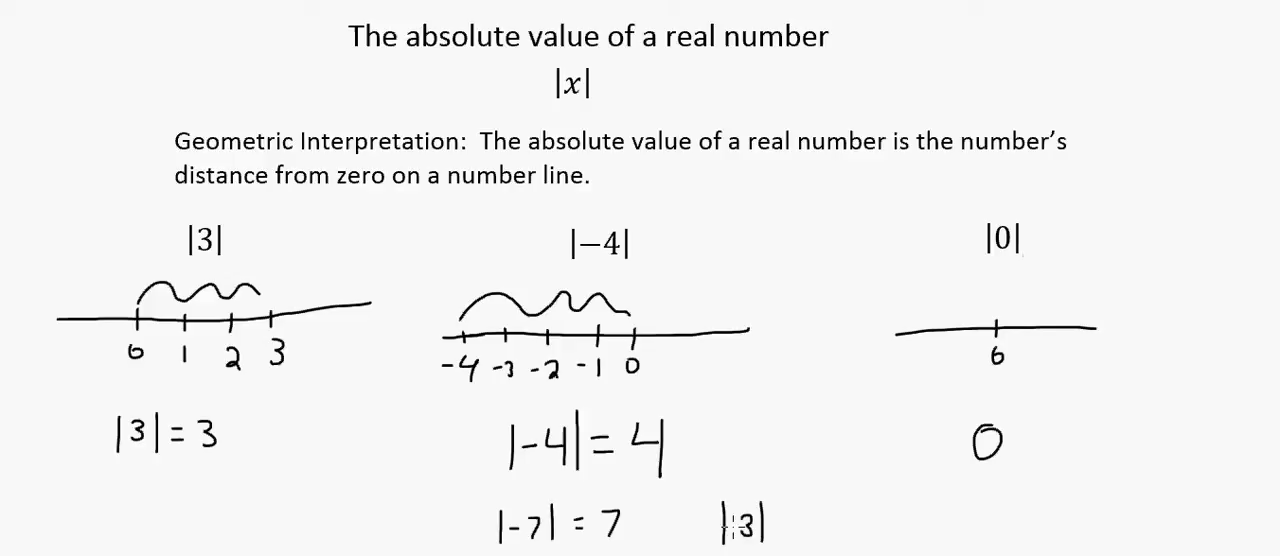 The absolute value of a real number
|x|
Geometric Interpretation: The absolute value of a real number is the number's
distance from zero on a number line.
|3| |−4| |0|
0 1 2 3 -4 -3 -2 -1 0 0
|3| = 3 |-4| = 4 0
|-7| = 7 |-3|